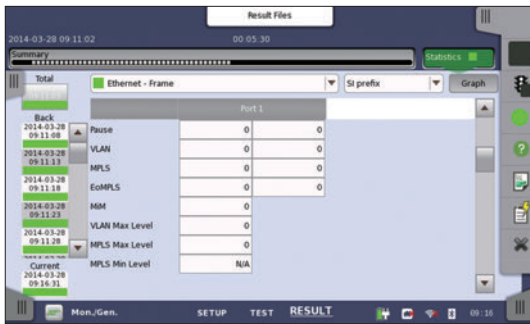 Result Files
2014-03-28 09:11:02 00:05:30
Summary
Statistics
Total
Ethernet - Frame SI prefix Graph
Port 1
Back
2014-03-28
09:11:08
2014-03-28
09:11:13
2014-03-28
09:11:18
2014-03-28
09:11:23
2014-03-28
09:11:28
Current
2014-03-28
09:16:31
Pause 0 0
VLAN 0 0
MPLS 0 0
EoMPLS 0 0
MiM 0
VLAN Max Level 0
MPLS Max Level 0
MPLS Min Level N/A
Mon./Gen. SETUP TEST RESULT 09:16